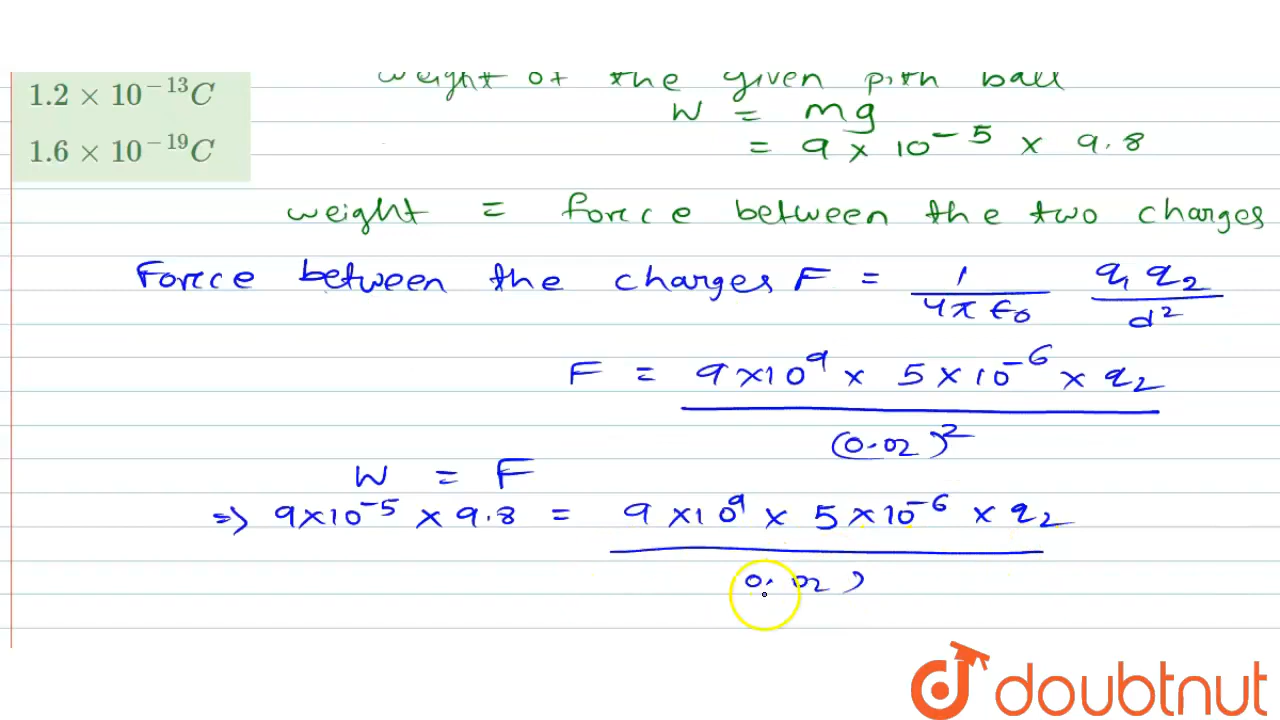 1.2 × 10⁻¹³C
1.6 × 10⁻¹⁹C
weight of the given pith ball
W = mg
= 9 × 10⁻⁵ × 9.8
weight = force between the two charges
Force between the charges F = 1/4πε₀ q₁q₂/d²
F = 9×10⁹ × 5×10⁻⁶ × q₂/(0.02)²
W = F
⇒ 9×10⁻⁵ × 9.8 = 9×10⁹ × 5×10⁻⁶ × q₂/0.02)
doubtnut